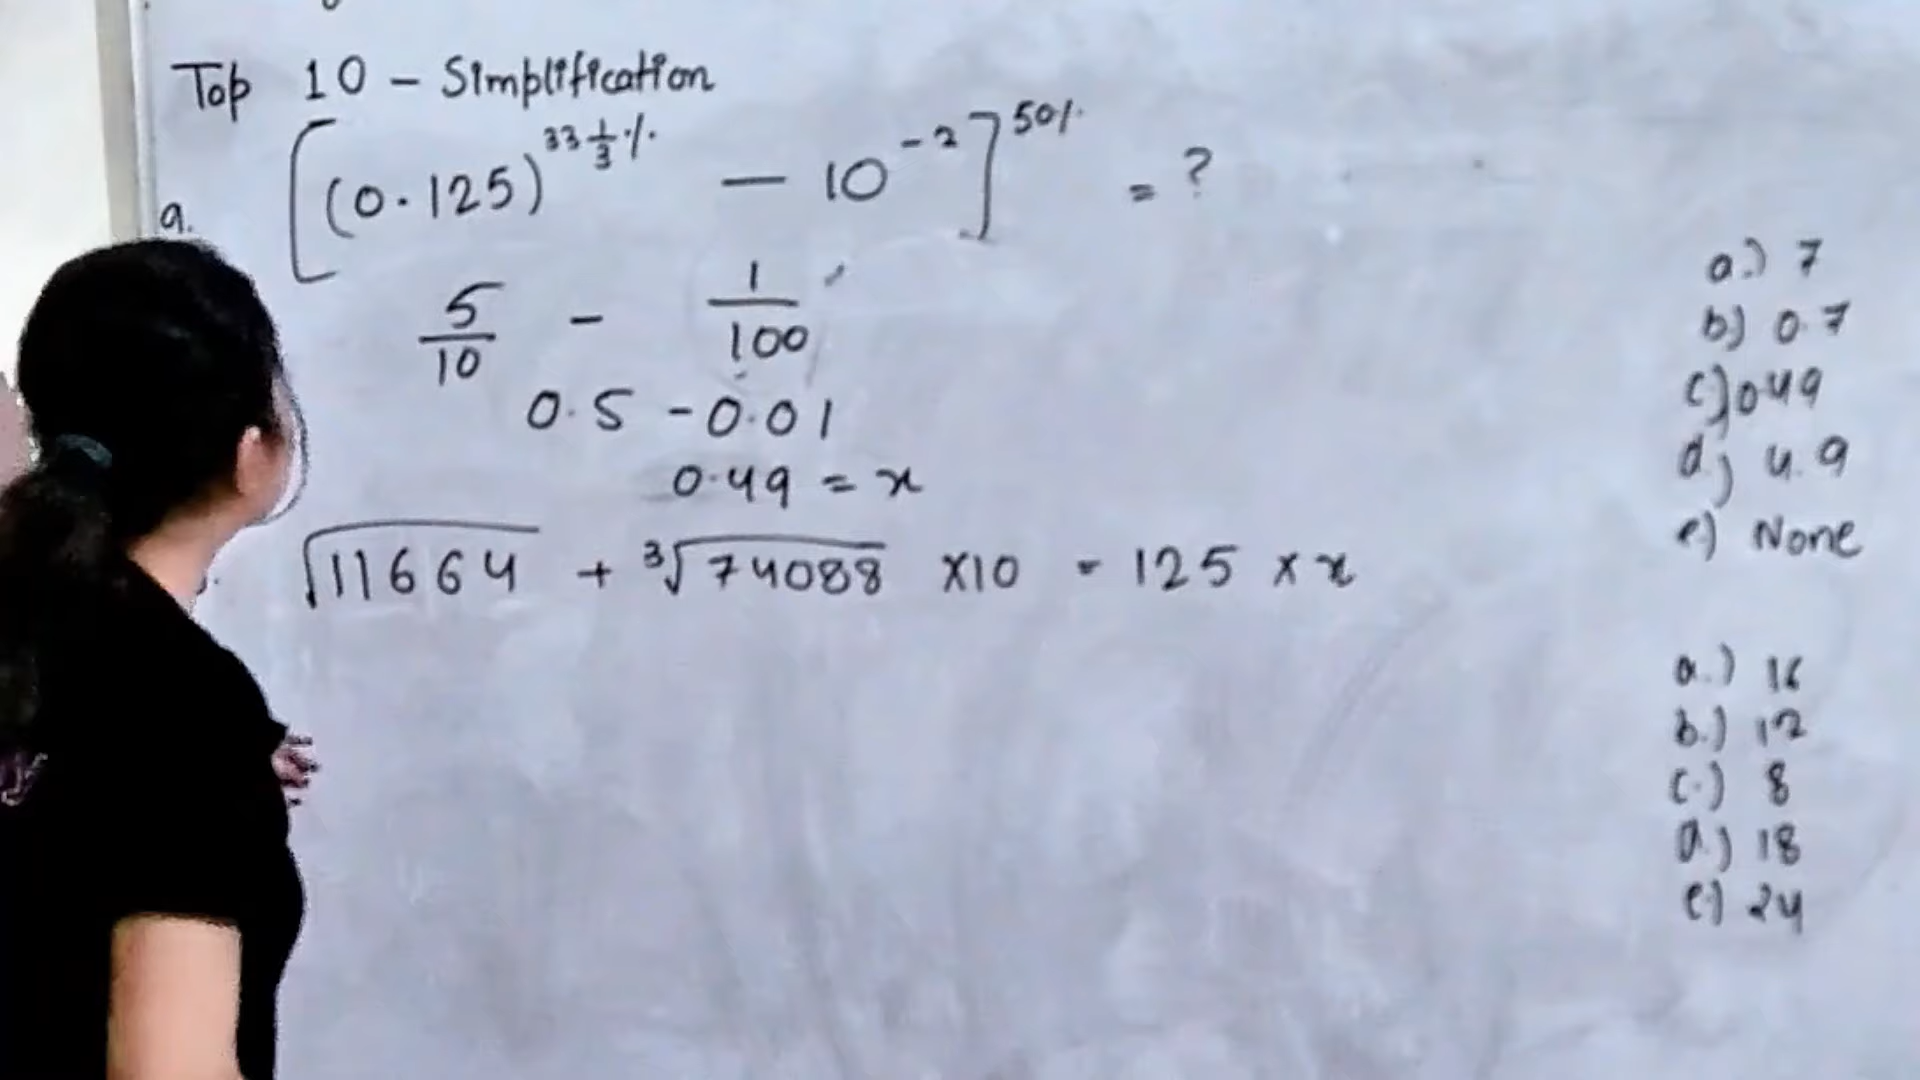 Top 10 - Simplification
9. [(0.125)^33 1/3 % - 10^-2]^50% = ?
a.) 7
b) 0.7
c) 0.49
d) 4.9
e) None
5/10 - 1/100
0.5 - 0.01
0.49 = x
√11664 + ³√74088 ×10 = 125 × x
a.) 16
b.) 12
c.) 8
d.) 18
e) 24